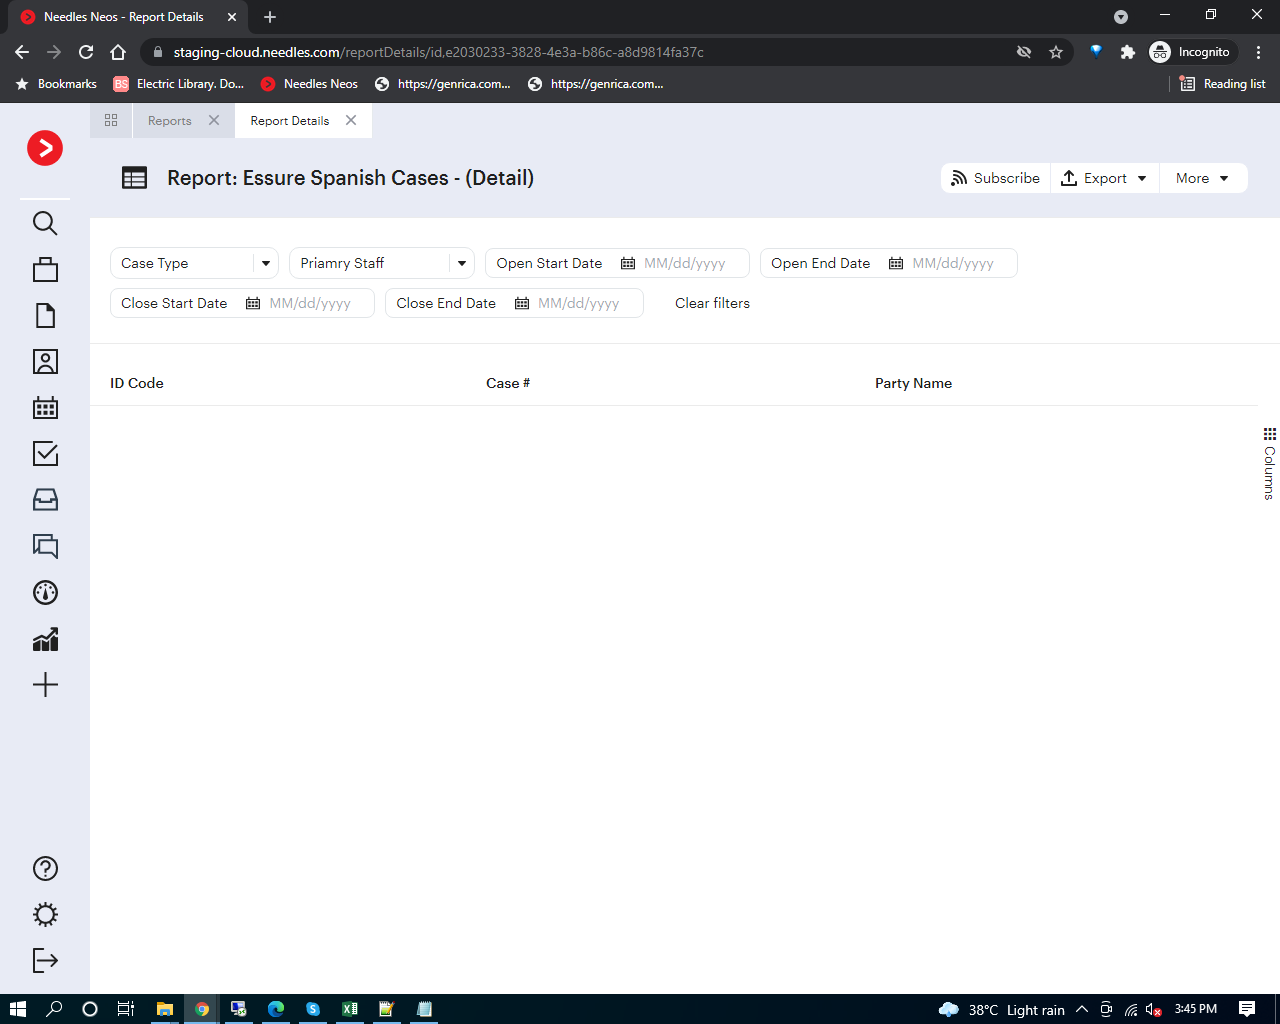 Needles Neos - Report Details
staging-cloud.needles.com/reportDetails/id,e2030233-3828-4e3a-b86c-a8d9814fa37c
Incognito
Bookmarks
BS Electric Library. Do...
Needles Neos
https://genrica.com...
https://genrica.com...
Reading list
Reports
Report Details
Report: Essure Spanish Cases - (Detail)
Subscribe
Export
More
Case Type
Priamry Staff
Open Start Date MM/dd/yyyy
Open End Date MM/dd/yyyy
Close Start Date MM/dd/yyyy
Close End Date MM/dd/yyyy
Clear filters
ID Code
Case #
Party Name
Columns
38°C Light rain
3:45 PM